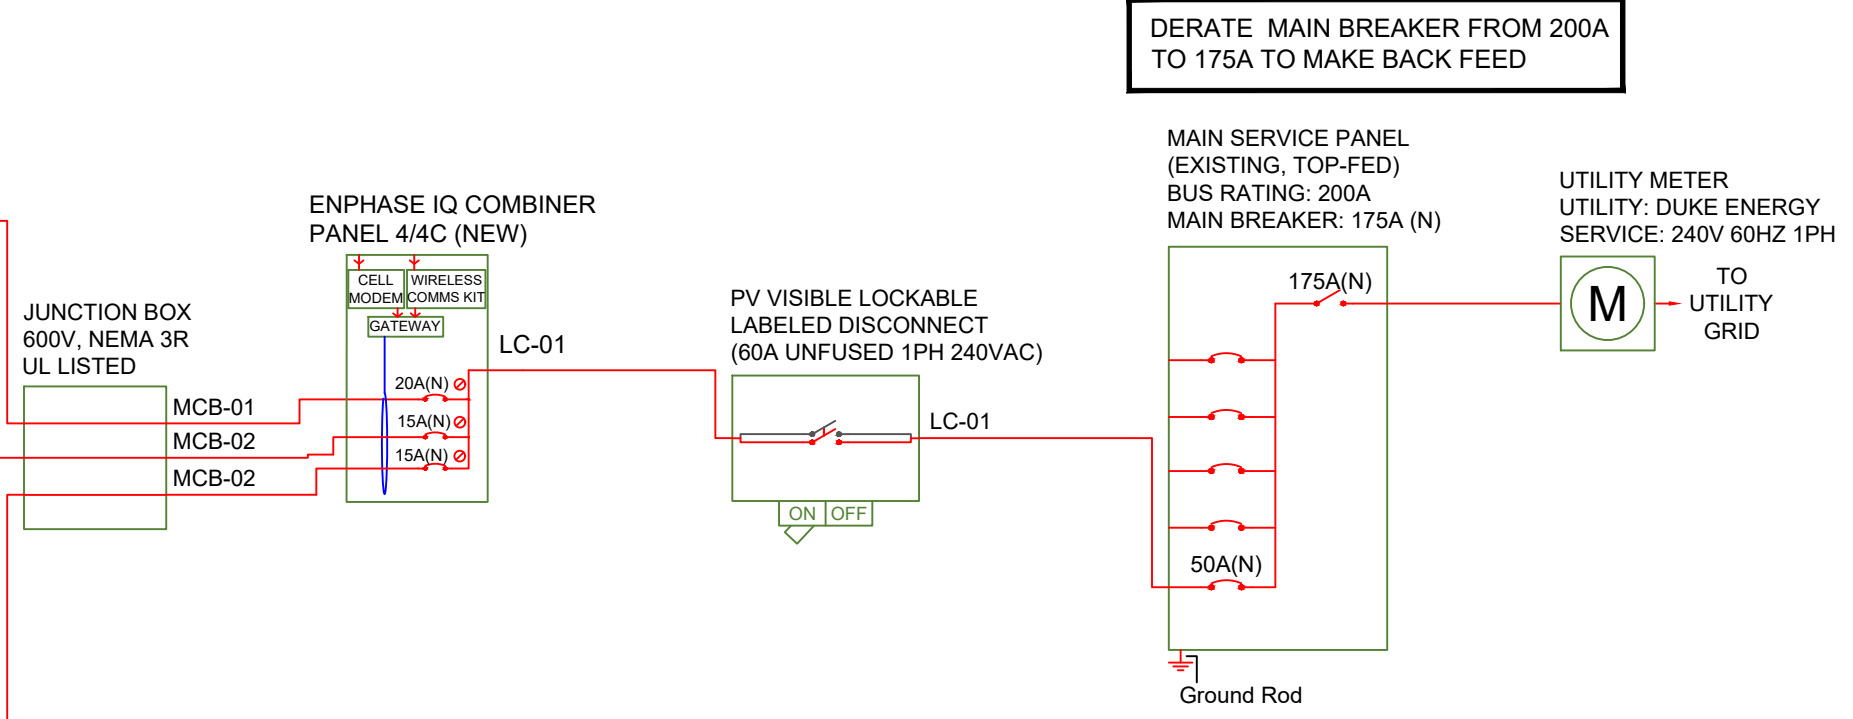 DERATE MAIN BREAKER FROM 200A
TO 175A TO MAKE BACK FEED
MAIN SERVICE PANEL
(EXISTING, TOP-FED)
BUS RATING: 200A
MAIN BREAKER: 175A (N)
UTILITY METER
UTILITY: DUKE ENERGY
SERVICE: 240V 60HZ 1PH
ENPHASE IQ COMBINER
PANEL 4/4C (NEW)
CELL
MODEM
WIRELESS
COMMS KIT
GATEWAY
JUNCTION BOX
600V, NEMA 3R
UL LISTED
MCB-01
MCB-02
MCB-02
20A(N)
15A(N)
15A(N)
LC-01
PV VISIBLE LOCKABLE
LABELED DISCONNECT
(60A UNFUSED 1PH 240VAC)
ON OFF
LC-01
175A(N)
50A(N)
M
TO
UTILITY
GRID
Ground Rod